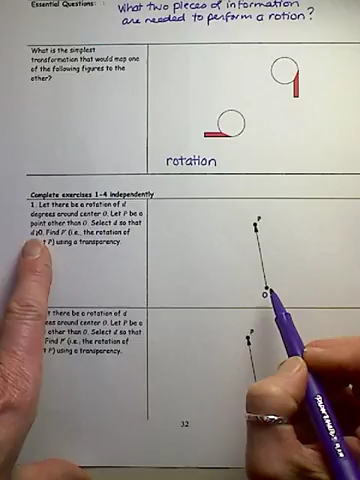 Essential Questions:
What two pieces of information
are needed to perform a rotion?
What is the simplest
transformation that would map one
of the following figures to the
other?
rotation
Complete exercises 1-4 independently
1. Let there be a rotation of d
degrees around center O. Let P be a
point other than O. Select d so that
d≥0. Find P' (i.e., the rotation of
P) using a transparency.
P
O
there be a rotation of d
around center O. Let P be a
other than O. Select d so that
Find P' (i.e., the rotation of
P) using a transparency.
P
32